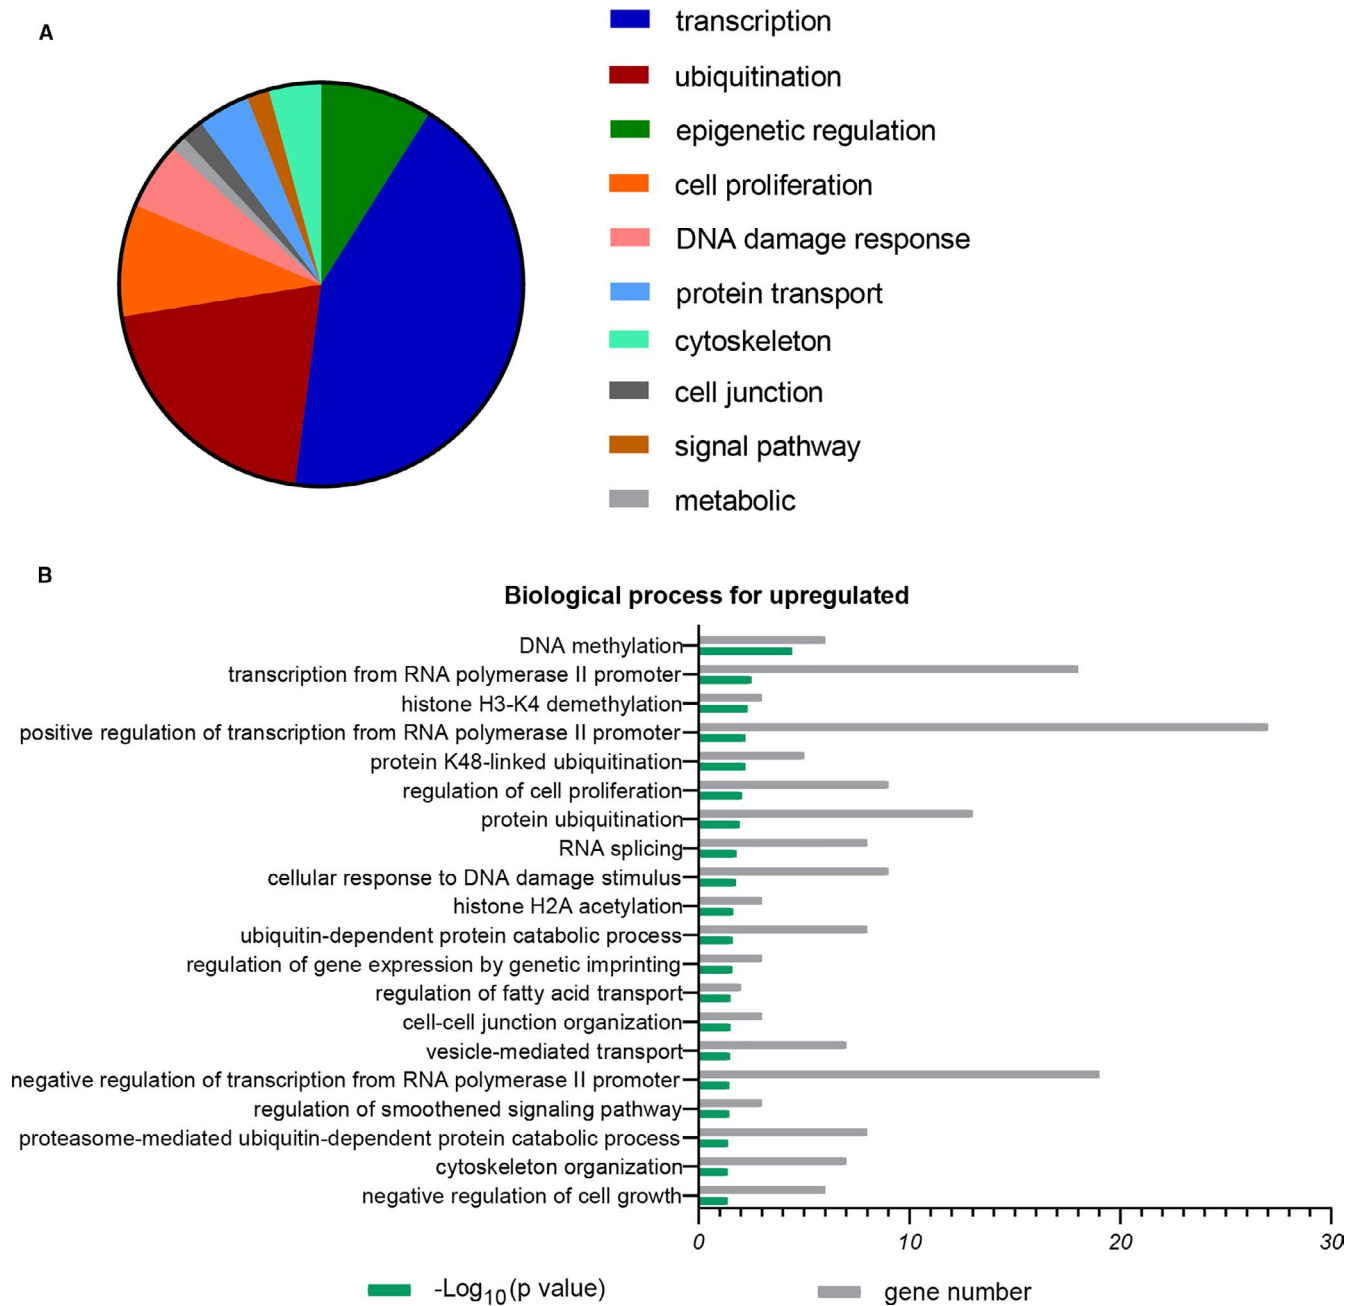 A
transcription
ubiquitination
epigenetic regulation
cell proliferation
DNA damage response
protein transport
cytoskeleton
cell junction
signal pathway
metabolic
B
Biological process for upregulated
DNA methylation
transcription from RNA polymerase II promoter
histone H3-K4 demethylation
positive regulation of transcription from RNA polymerase II promoter
protein K48-linked ubiquitination
regulation of cell proliferation
protein ubiquitination
RNA splicing
cellular response to DNA damage stimulus
histone H2A acetylation
ubiquitin-dependent protein catabolic process
regulation of gene expression by genetic imprinting
regulation of fatty acid transport
cell-cell junction organization
vesicle-mediated transport
negative regulation of transcription from RNA polymerase II promoter
regulation of smoothened signaling pathway
proteasome-mediated ubiquitin-dependent protein catabolic process
cytoskeleton organization
negative regulation of cell growth
0 10 20 30
-Log10(p value) gene number